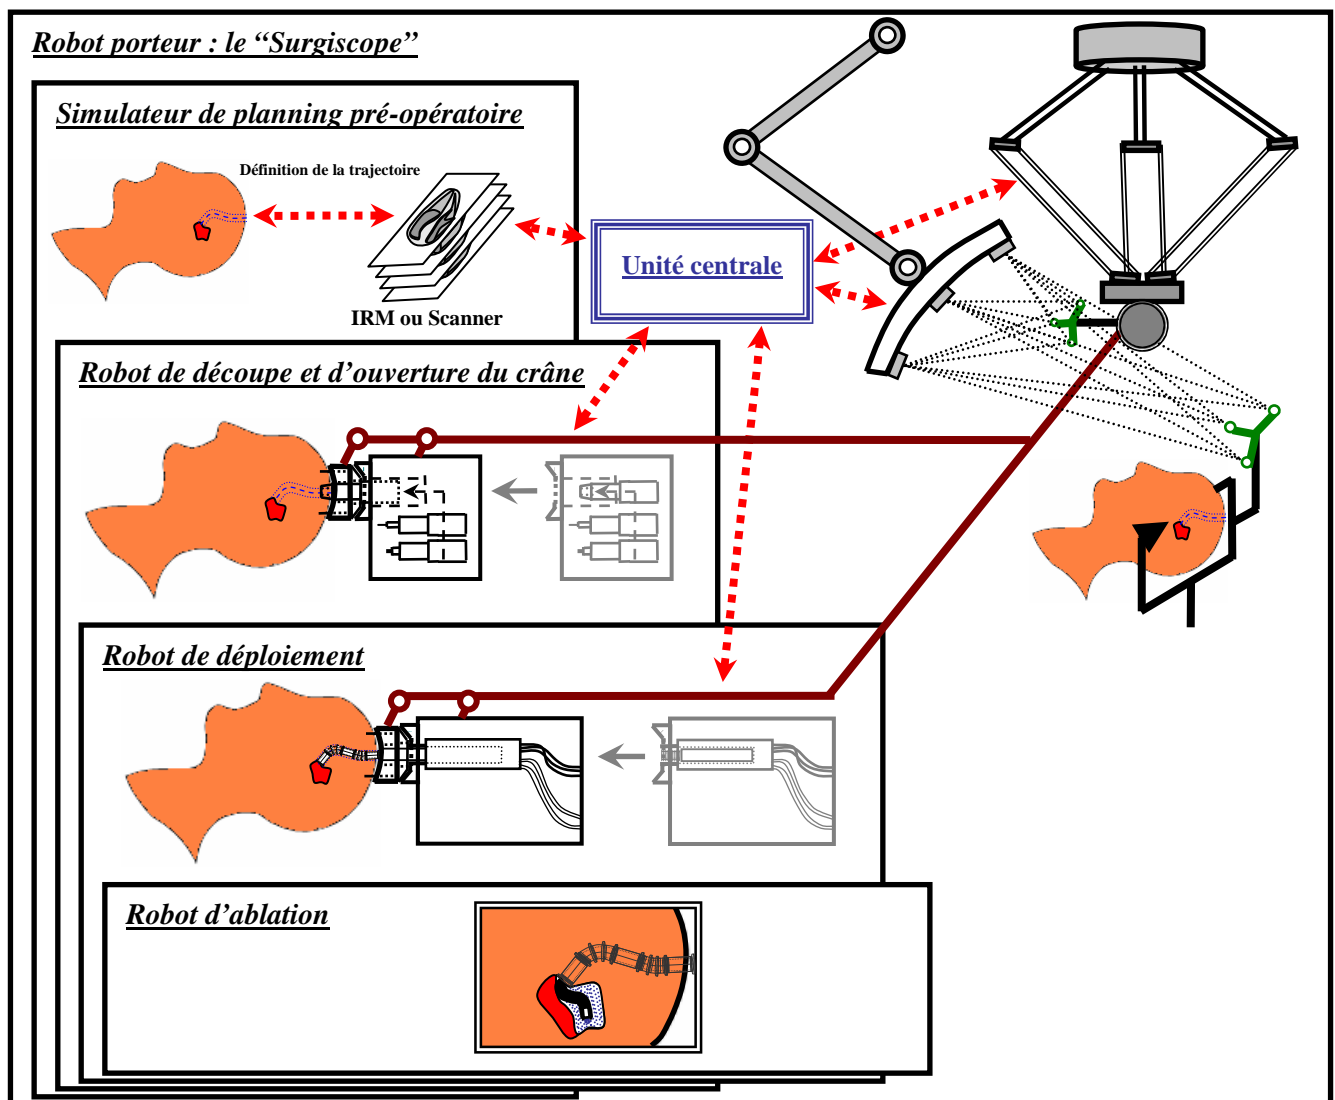 Robot porteur : le “Surgiscope”
Simulateur de planning pré-opératoire
Définition de la trajectoire
IRM ou Scanner
Unité centrale
Robot de découpe et d’ouverture du crâne
Robot de déploiement
Robot d’ablation